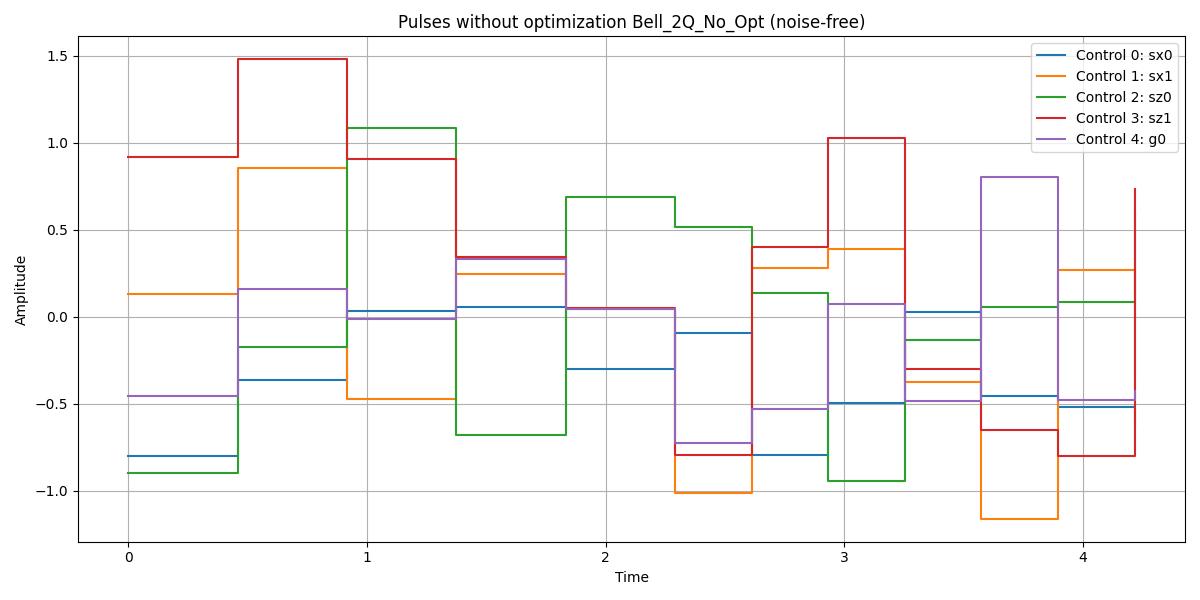 Pulses without optimization Bell_2Q_No_Opt (noise-free)
Control 0: sx0
Control 1: sx1
Control 2: sz0
Control 3: sz1
Control 4: g0
Amplitude
1.5
1.0
0.5
0.0
−0.5
−1.0
0 1 2 3 4
Time